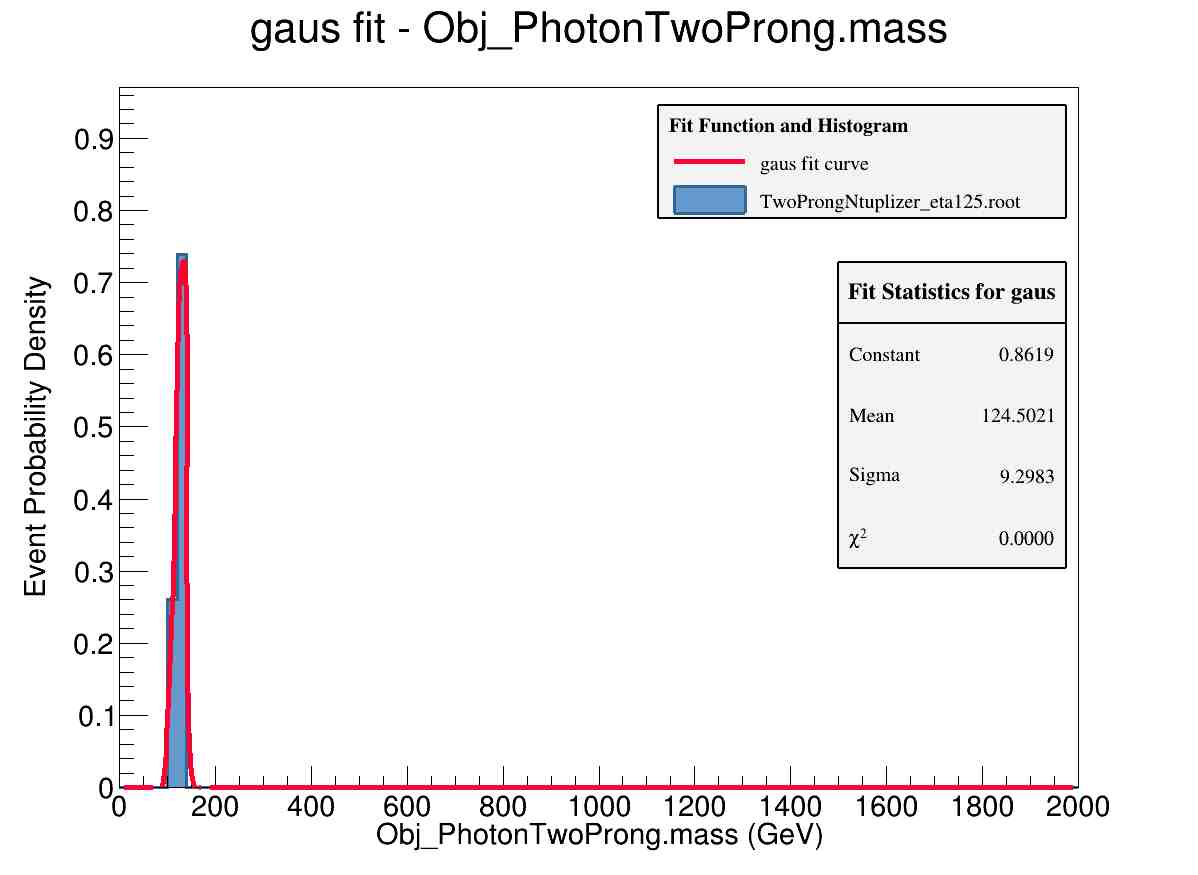 gaus fit - Obj_PhotonTwoProng.mass
Fit Function and Histogram
gaus fit curve
TwoProngNtuplizer_eta125.root
Fit Statistics for gaus
Constant 0.8619
Mean 124.5021
Sigma 9.2983
χ² 0.0000
Event Probability Density
0.9
0.8
0.7
0.6
0.5
0.4
0.3
0.2
0.1
0
0 200 400 600 800 1000 1200 1400 1600 1800 2000
Obj_PhotonTwoProng.mass (GeV)